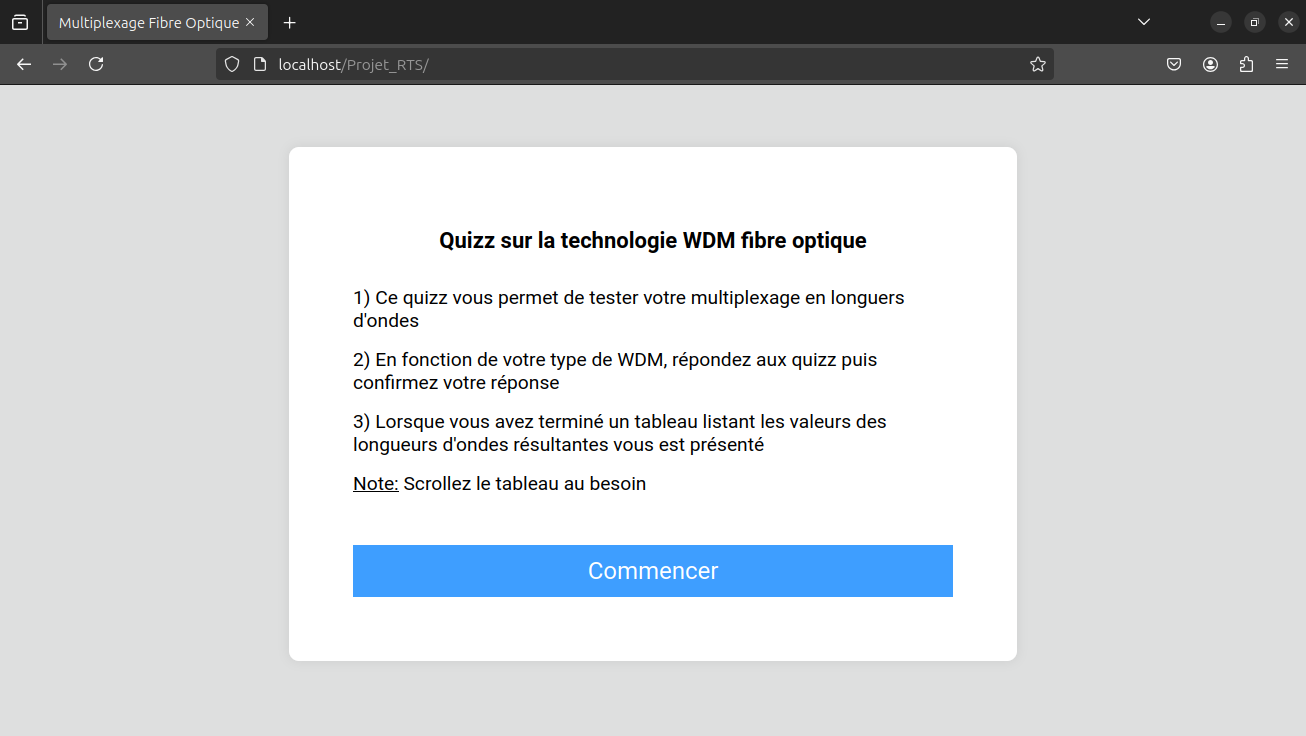 Multiplexage Fibre Optique
localhost/Projet_RTS/
Quizz sur la technologie WDM fibre optique
1) Ce quizz vous permet de tester votre multiplexage en longuers
d'ondes
2) En fonction de votre type de WDM, répondez aux quizz puis
confirmez votre réponse
3) Lorsque vous avez terminé un tableau listant les valeurs des
longueurs d'ondes résultantes vous est présenté
Note: Scrollez le tableau au besoin
Commencer